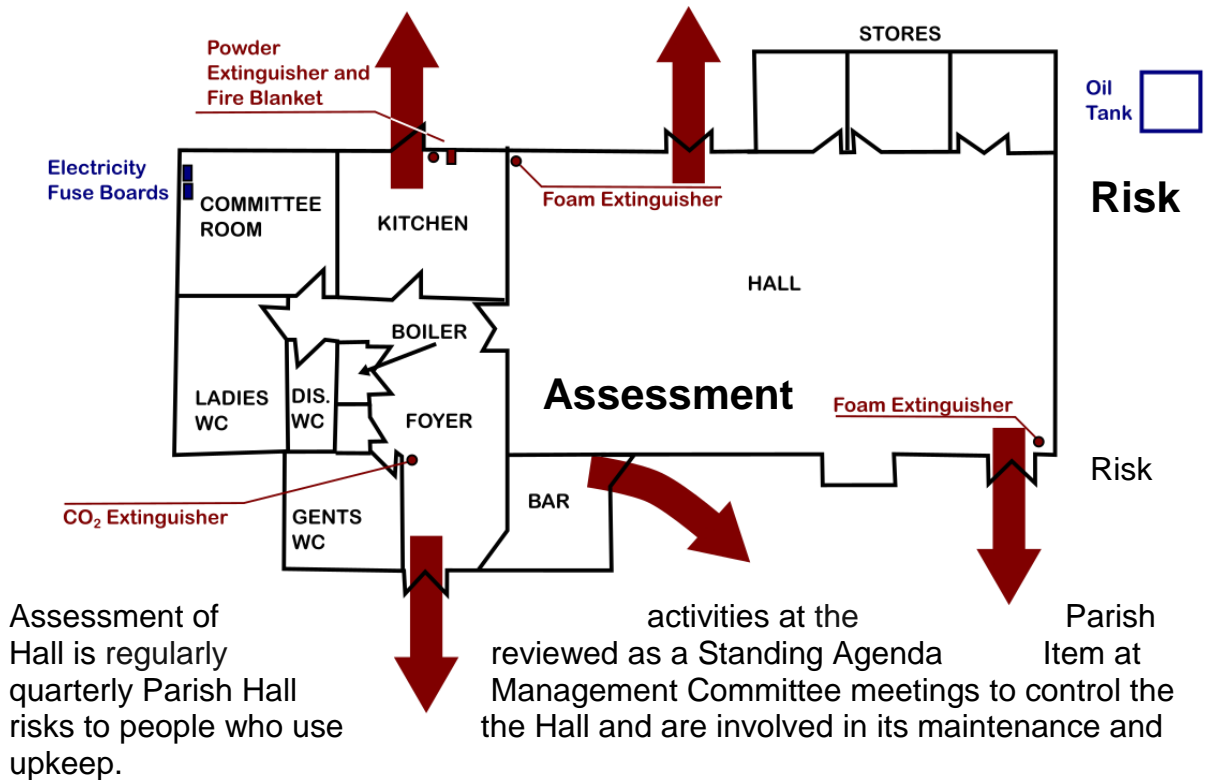 STORES
Powder
Extinguisher and
Fire Blanket
Oil
Tank
Electricity
Fuse Boards
COMMITTEE
ROOM
KITCHEN
Foam Extinguisher
Risk
HALL
BOILER
LADIES
WC
DIS.
WC
FOYER
Assessment
Foam Extinguisher
Risk
CO₂ Extinguisher
GENTS
WC
BAR
Assessment of activities at the Parish
Hall is regularly reviewed as a Standing Agenda Item at
quarterly Parish Hall Management Committee meetings to control the
risks to people who use the Hall and are involved in its maintenance and
upkeep.